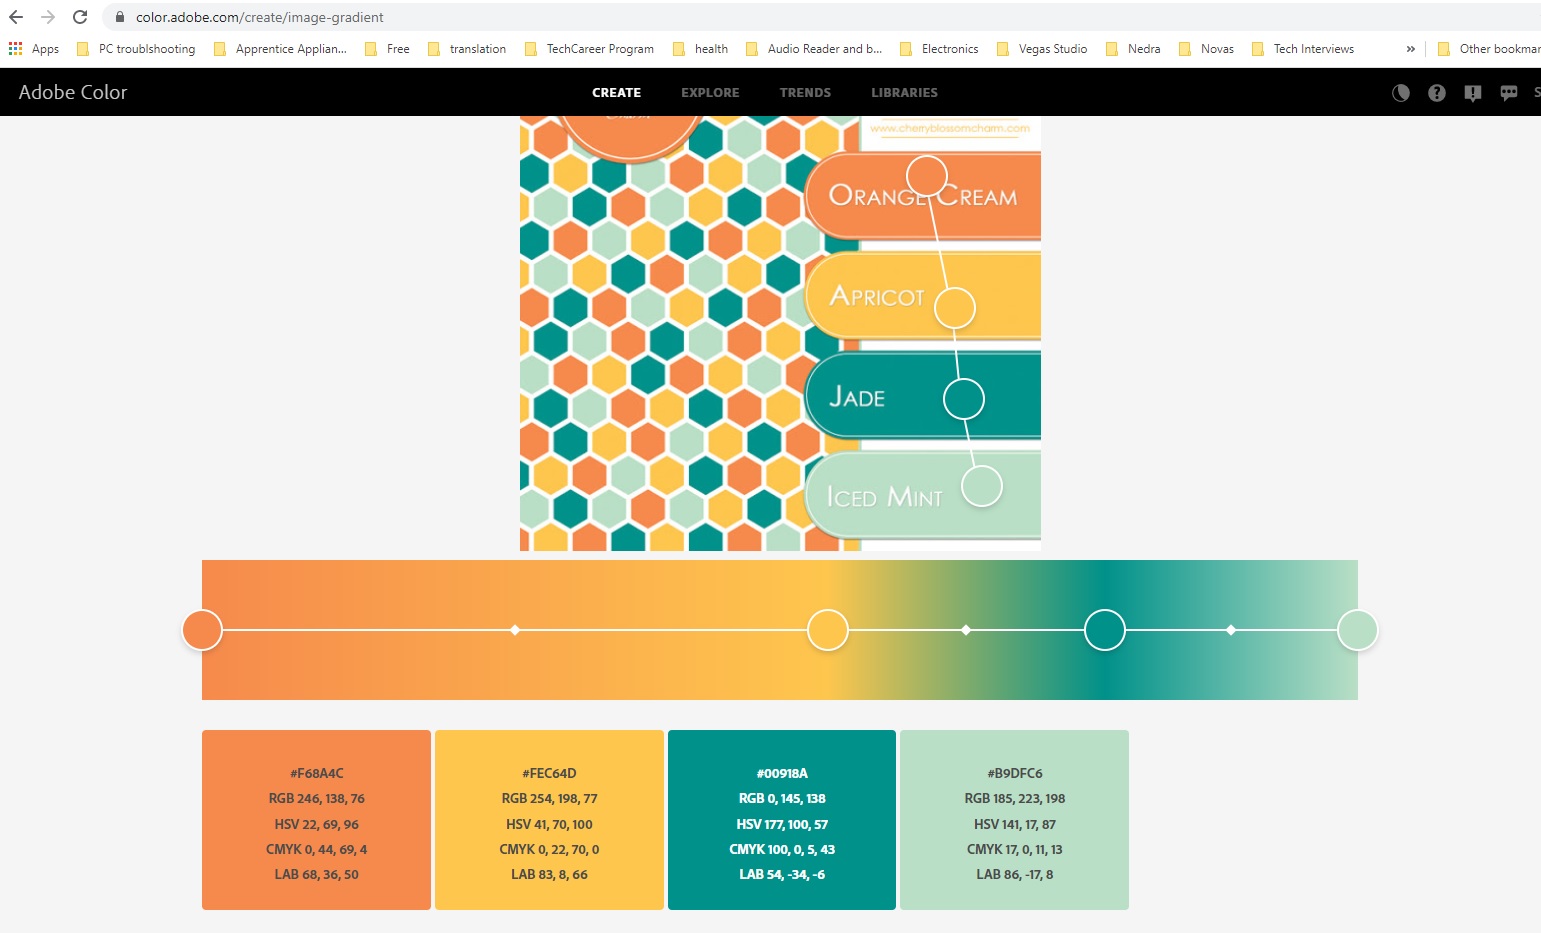 color.adobe.com/create/image-gradient
Apps PC troublshooting Apprentice Applian... Free translation TechCareer Program health Audio Reader and b... Electronics Vegas Studio Nedra Novas Tech Interviews » Other bookmar
Adobe Color CREATE EXPLORE TRENDS LIBRARIES S
www.cherryblossomcharm.com
Orange Cream
Apricot
Jade
Iced Mint
#F68A4C
RGB 246, 138, 76
HSV 22, 69, 96
CMYK 0, 44, 69, 4
LAB 68, 36, 50
#FEC64D
RGB 254, 198, 77
HSV 41, 70, 100
CMYK 0, 22, 70, 0
LAB 83, 8, 66
#00918A
RGB 0, 145, 138
HSV 177, 100, 57
CMYK 100, 0, 5, 43
LAB 54, -34, -6
#B9DFC6
RGB 185, 223, 198
HSV 141, 17, 87
CMYK 17, 0, 11, 13
LAB 86, -17, 8